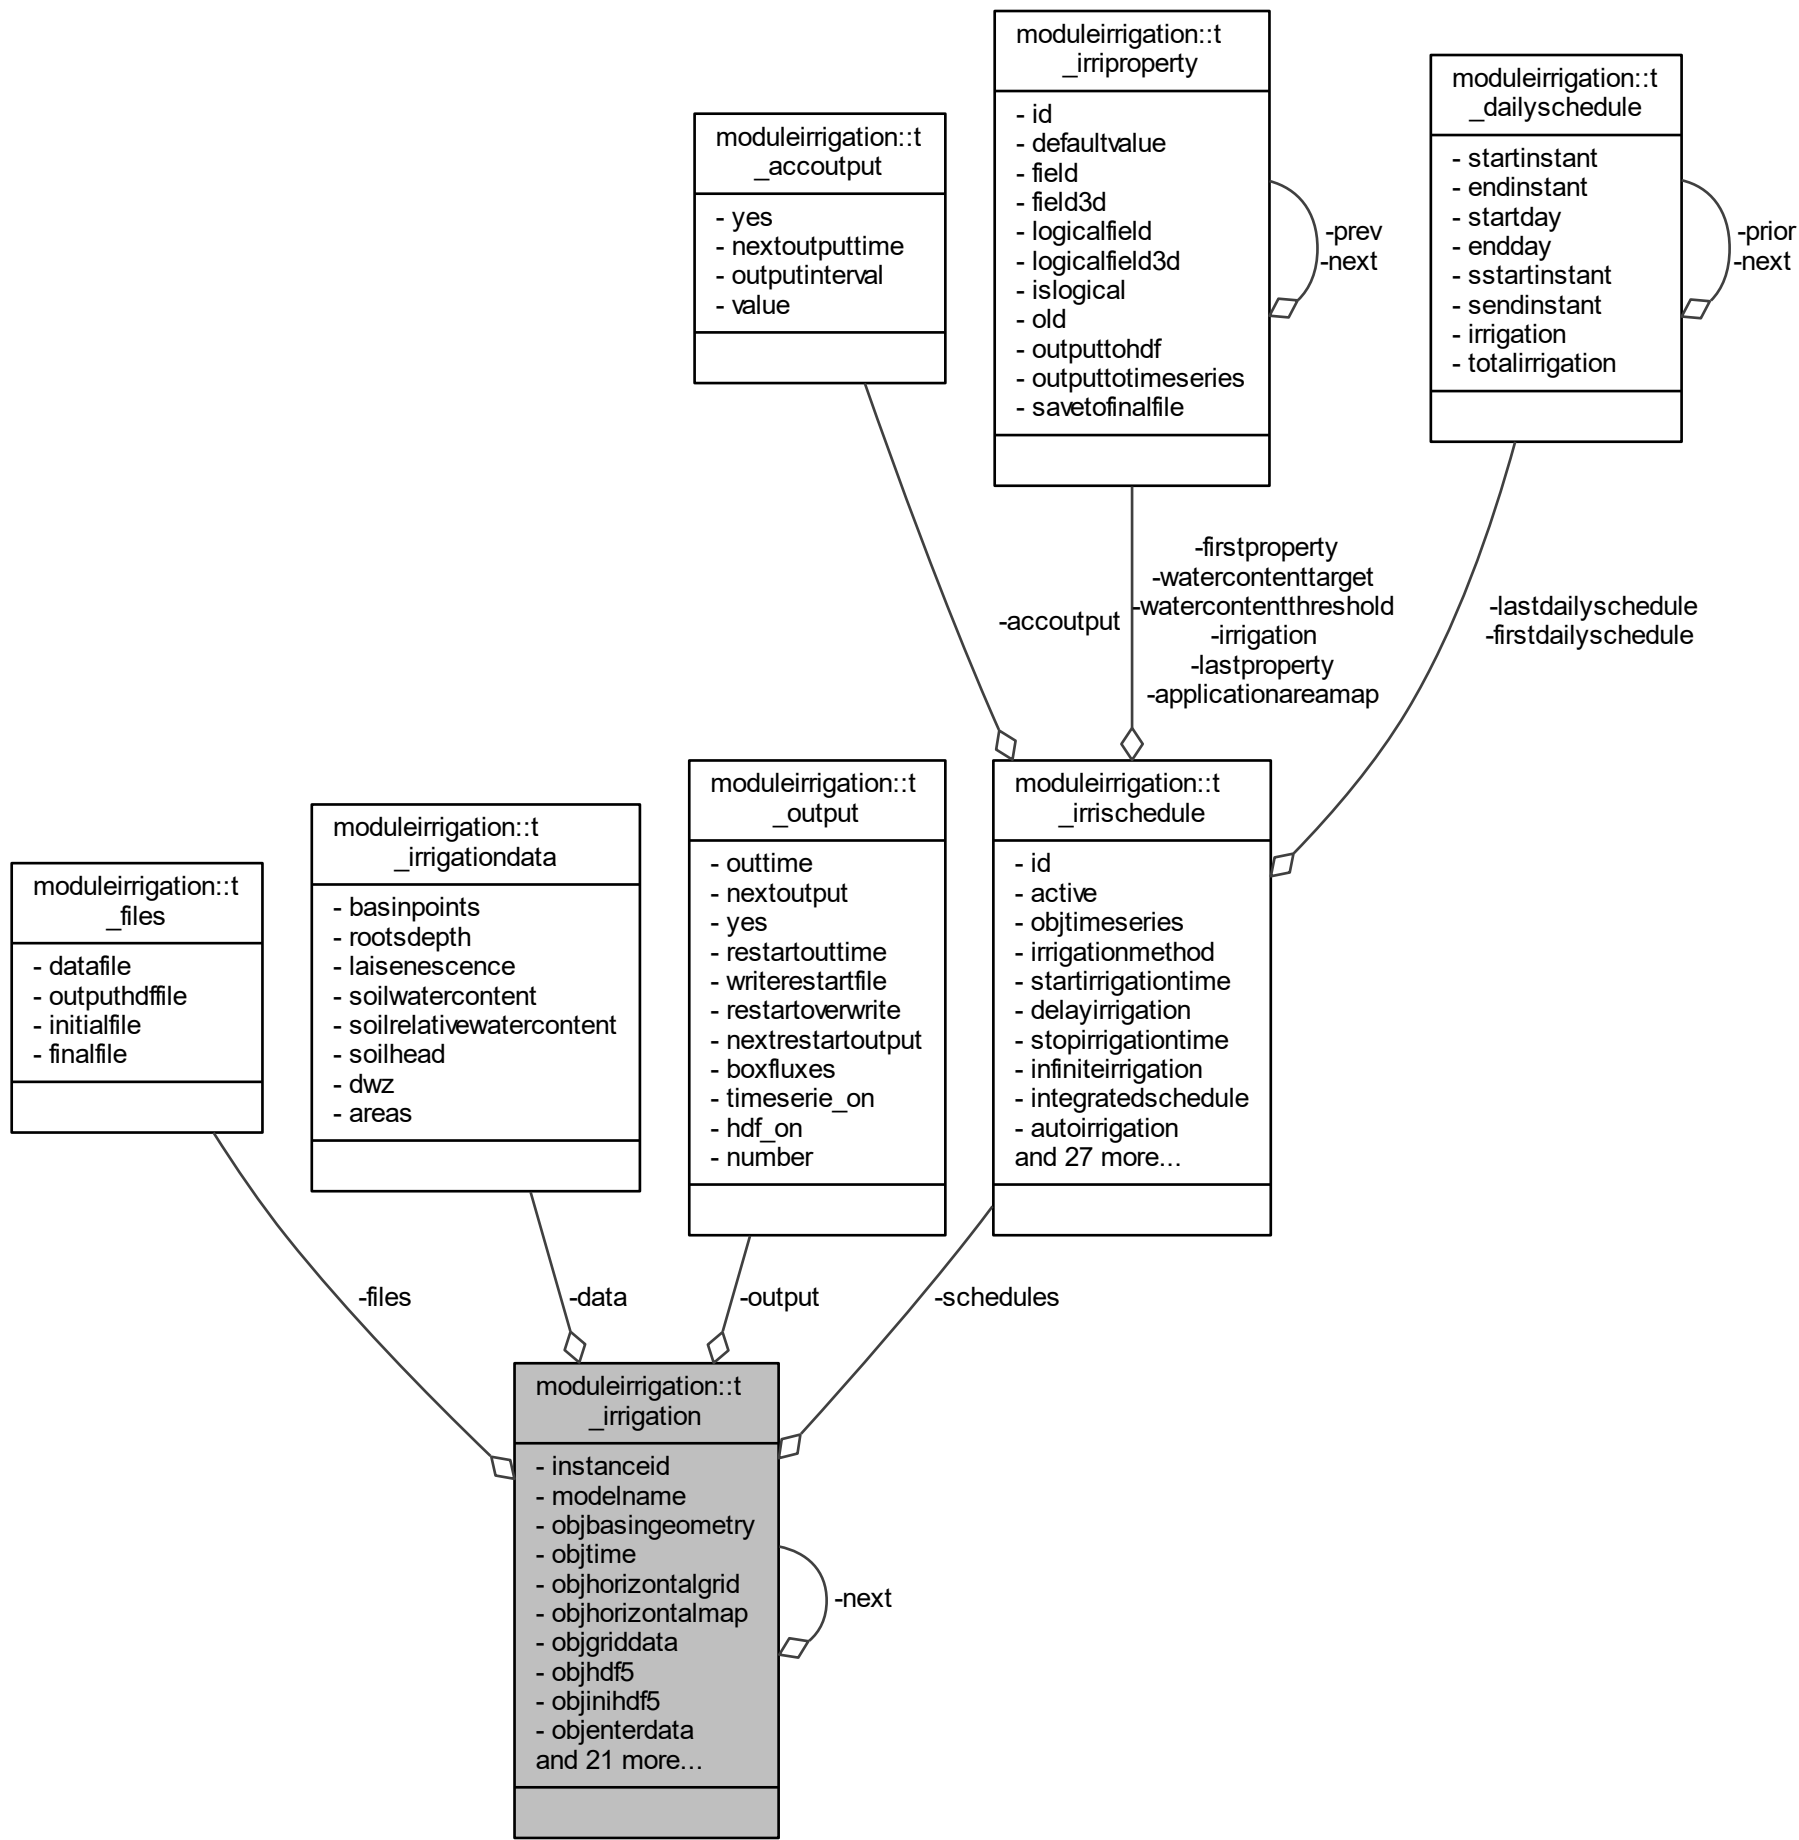 moduleirrigation::t
_irriproperty
- id
- defaultvalue
- field
- field3d
- logicalfield
- logicalfield3d
- islogical
- old
- outputtohdf
- outputtotimeseries
- savetofinalfile
-prev
-next
moduleirrigation::t
_dailyschedule
- startinstant
- endinstant
- startday
- endday
- sstartinstant
- sendinstant
- irrigation
- totalirrigation
-prior
-next
moduleirrigation::t
_accoutput
- yes
- nextoutputtime
- outputinterval
- value
-accoutput
-firstproperty
-watercontenttarget
-watercontentthreshold
-irrigation
-lastproperty
-applicationareamap
-lastdailyschedule
-firstdailyschedule
moduleirrigation::t
_files
- datafile
- outputhdffile
- initialfile
- finalfile
moduleirrigation::t
_irrigationdata
- basinpoints
- rootsdepth
- laisenescence
- soilwatercontent
- soilrelativewatercontent
- soilhead
- dwz
- areas
moduleirrigation::t
_output
- outtime
- nextoutput
- yes
- restartouttime
- writerestartfile
- restartoverwrite
- nextrestartoutput
- boxfluxes
- timeserie_on
- hdf_on
- number
moduleirrigation::t
_irrischedule
- id
- active
- objtimeseries
- irrigationmethod
- startirrigationtime
- delayirrigation
- stopirrigationtime
- infiniteirrigation
- integratedschedule
- autoirrigation
and 27 more...
-files
-data
-output
-schedules
moduleirrigation::t
_irrigation
- instanceid
- modelname
- objbasingeometry
- objtime
- objhorizontalgrid
- objhorizontalmap
- objgriddata
- objhdf5
- objinihdf5
- objenterdata
and 21 more...
-next